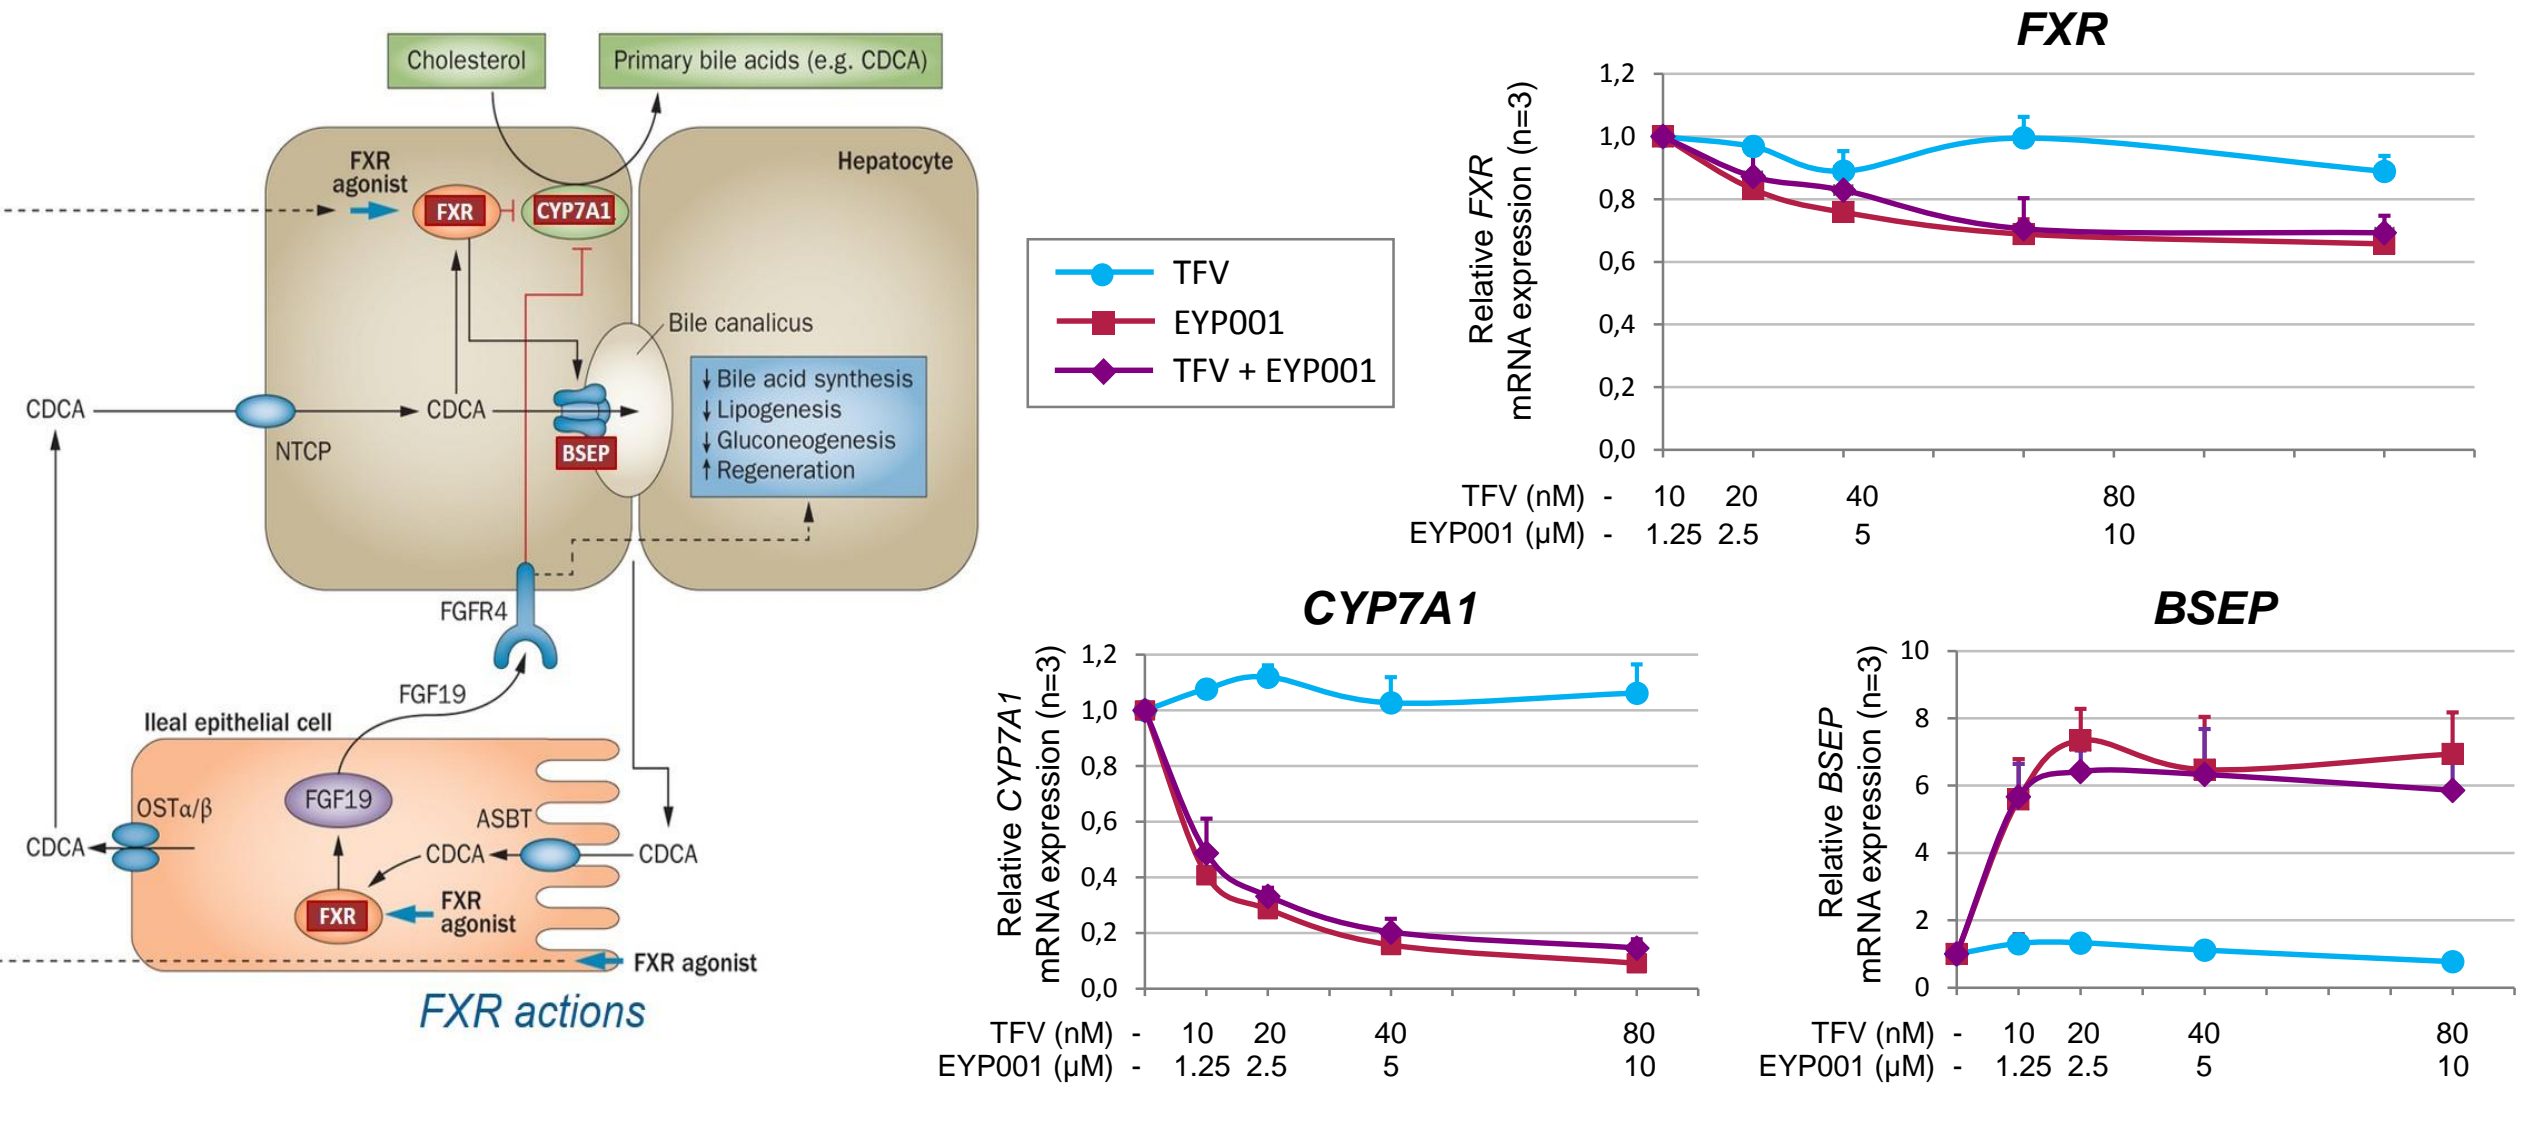 Cholesterol
Primary bile acids (e.g. CDCA)
FXR
agonist
FXR
CYP7A1
Hepatocyte
Bile canalicus
↓ Bile acid synthesis
↓ Lipogenesis
↓ Gluconeogenesis
↑ Regeneration
CDCA
NTCP
CDCA
BSEP
FGFR4
FGF19
Ileal epithelial cell
OSTα/β
FGF19
ASBT
CDCA
CDCA
CDCA
FXR
FXR
agonist
FXR agonist
FXR actions
TFV
EYP001
TFV + EYP001
FXR
Relative FXR
mRNA expression (n=3)
1,2
1,0
0,8
0,6
0,4
0,2
0,0
TFV (nM) - 10 20 40 80
EYP001 (µM) - 1.25 2.5 5 10
CYP7A1
Relative CYP7A1
mRNA expression (n=3)
1,2
1,0
0,8
0,6
0,4
0,2
0,0
TFV (nM) - 10 20 40 80
EYP001 (µM) - 1.25 2.5 5 10
BSEP
Relative BSEP
mRNA expression (n=3)
10
8
6
4
2
0
TFV (nM) - 10 20 40 80
EYP001 (µM) - 1.25 2.5 5 10